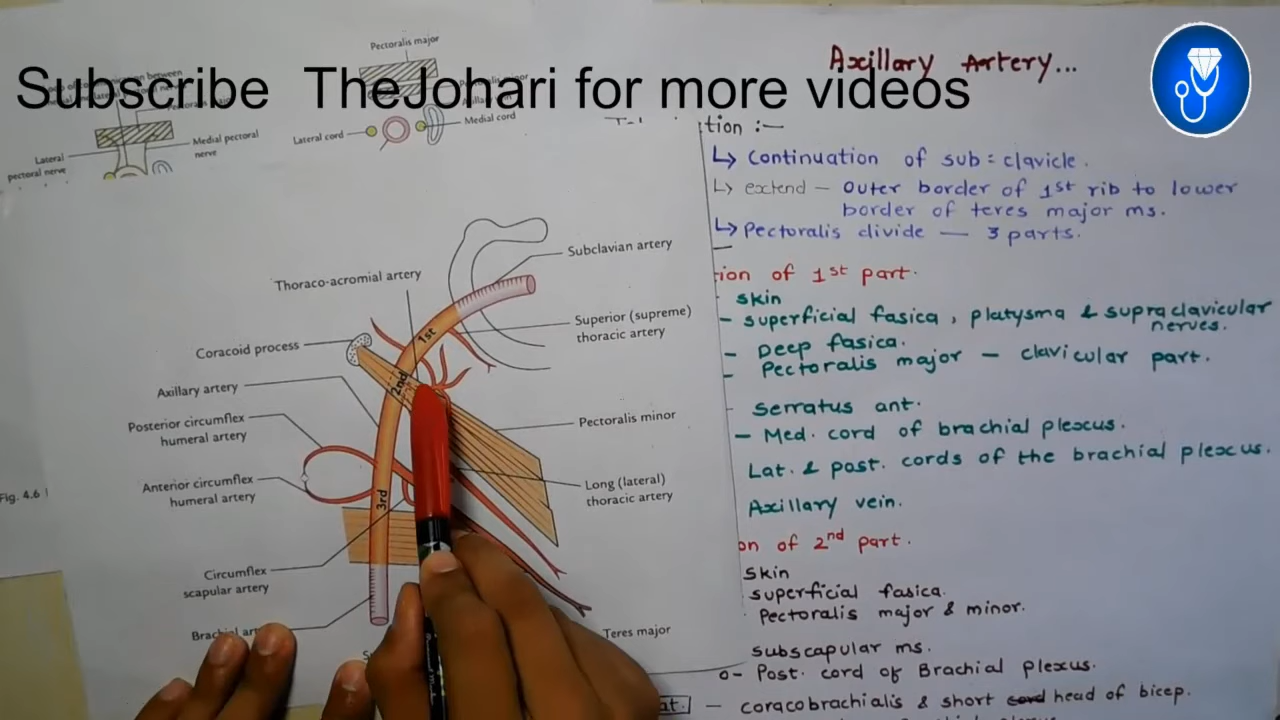 Pectoralis major
Axillary Artery...
Subscribe TheJohari for more videos
Medial cord
Lateral cord
Medial pectoral
nerve
Lateral
pectoral nerve
tion :-
↳ Continuation of sub = clavicle.
↳ extend - Outer border of 1st rib to lower
border of teres major ms.
↳ Pectoralis divide — 3 parts.
Subclavian artery
Thoraco-acromial artery
Superior (supreme)
thoracic artery
Coracoid process
Axillary artery
Posterior circumflex
humeral artery
Pectoralis minor
Anterior circumflex
humeral artery
Long (lateral)
thoracic artery
Circumflex
scapular artery
Teres major
1st
2nd
3rd
Fig. 4.6
tion of 1st part.
skin
- superficial fasica, platysma & supraclavicular
nerves.
- Deep fasica.
- Pectoralis major - clavicular part.
Serratus ant.
- Med. cord of brachial plexus.
Lat. & post. cords of the brachial plexus.
Axillary vein.
on of 2nd part.
skin
superficial fasica.
Pectoralis major & minor.
subscapular ms.
o- Post. cord of Brachial plexus.
at. - coracobrachialis & short head of bicep.